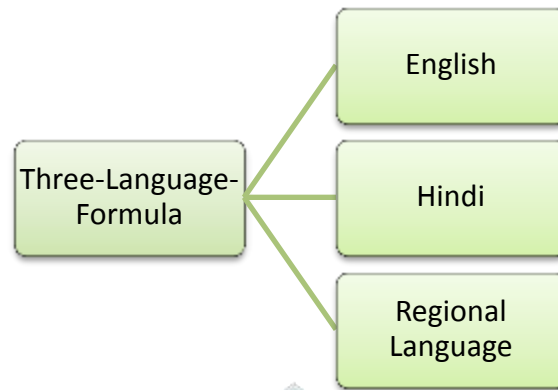 Three-Language-
Formula
English
Hindi
Regional
Language